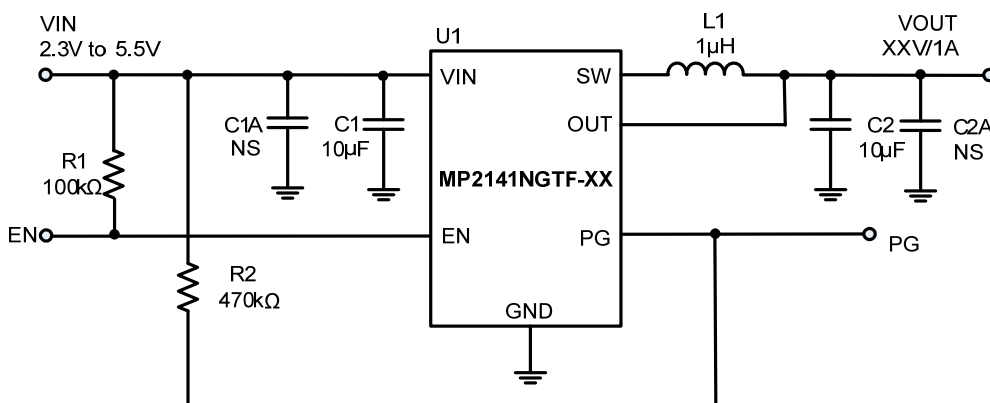 VIN
2.3V to 5.5V
U1
L1
1µH
VOUT
XXV/1A
VIN
SW
OUT
C1A
NS
C1
10µF
C2
10µF
C2A
NS
R1
100kΩ
MP2141NGTF-XX
EN
EN
PG
PG
R2
470kΩ
GND